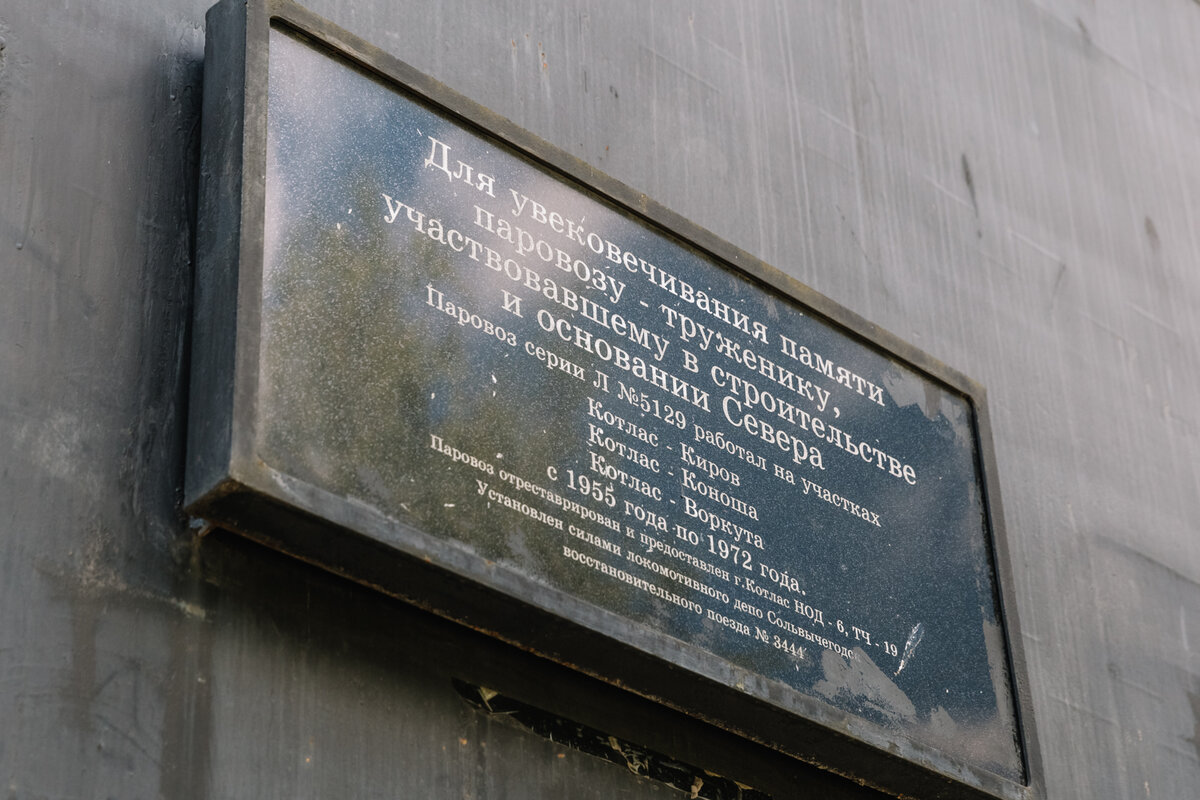 Для увековечивания памяти
паровозу - труженику,
участвовавшему в строительстве
и основании Севера
Паровоз серии Л №5129 работал на участках
Котлас - Киров
Котлас - Коноша
Котлас - Воркута
с 1955 года по 1972 года.
Паровоз отреставрирован и предоставлен г.Котлас НОД - 6, ТЧ - 19
Установлен силами локомотивного депо Сольвычегодск
восстановительного поезда № 3444